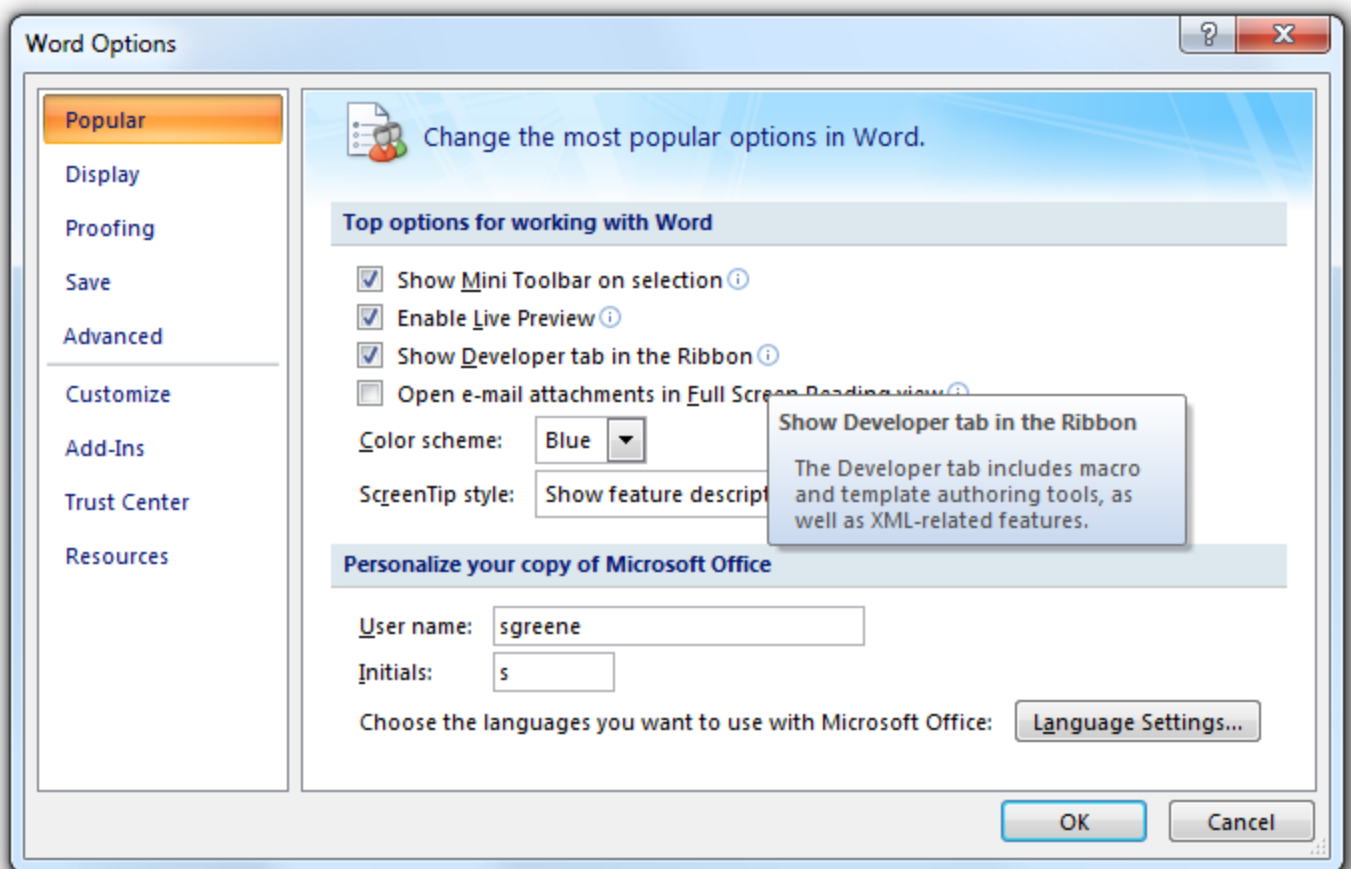 Word Options
?
Popular
Display
Proofing
Save
Advanced
Customize
Add-Ins
Trust Center
Resources
Change the most popular options in Word.
Top options for working with Word
Show Mini Toolbar on selection
Enable Live Preview
Show Developer tab in the Ribbon
Open e-mail attachments in Full Screen Reading view
Color scheme: Blue
ScreenTip style: Show feature descript
Show Developer tab in the Ribbon
The Developer tab includes macro
and template authoring tools, as
well as XML-related features.
Personalize your copy of Microsoft Office
User name: sgreene
Initials: s
Choose the languages you want to use with Microsoft Office: Language Settings...
OK Cancel